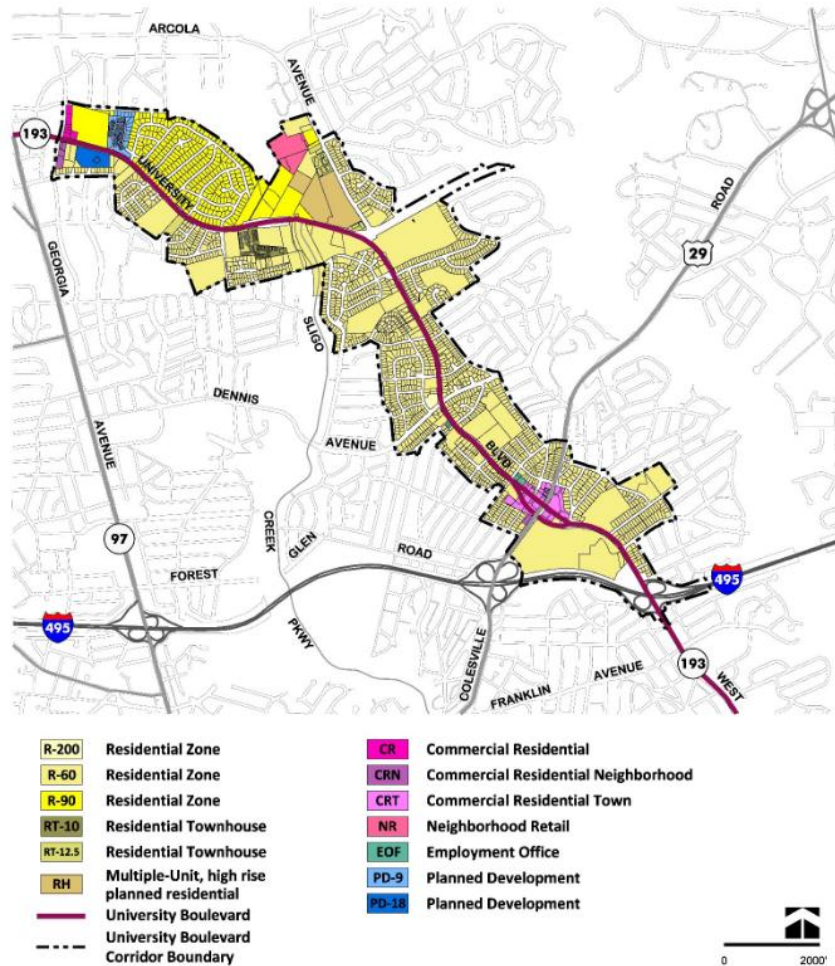 ARCOLA
AVENUE
193
UNIVERSITY
ROAD
29
GEORGIA
SLIGO
DENNIS
AVENUE
BLVD
AVENUE
97
CREEK
GLEN
ROAD
FOREST
495
495
PKWY
COLESVILLE
193
WEST
FRANKLIN AVENUE
R-200 Residential Zone
R-60 Residential Zone
R-90 Residential Zone
RT-10 Residential Townhouse
RT-12.5 Residential Townhouse
RH Multiple-Unit, high rise
planned residential
University Boulevard
University Boulevard
Corridor Boundary
CR Commercial Residential
CRN Commercial Residential Neighborhood
CRT Commercial Residential Town
NR Neighborhood Retail
EOF Employment Office
PD-9 Planned Development
PD-18 Planned Development
0 2000'